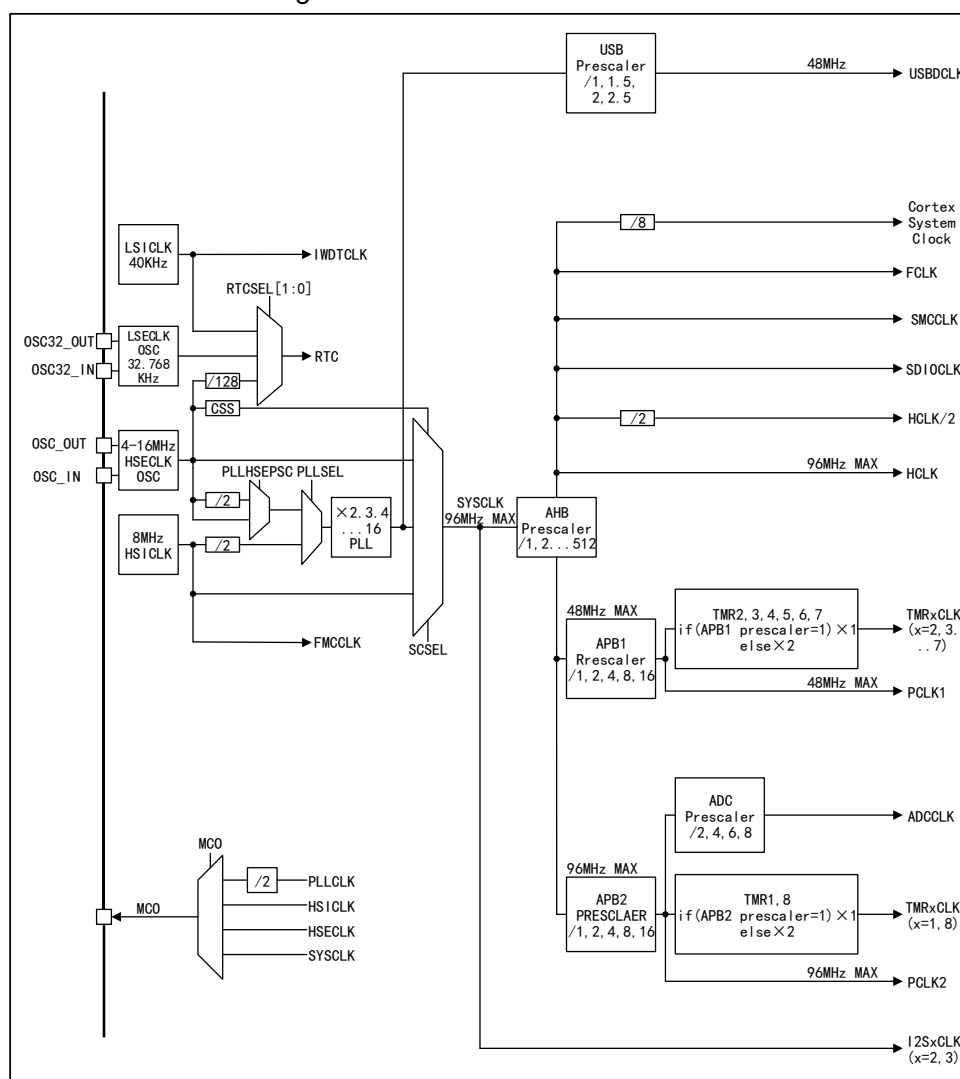 USB
Prescaler
/1, 1.5,
2, 2.5
48MHz
USBDCLK
Cortex
System
Clock
/8
LSICLK
40KHz
IWDTCLK
FCLK
RTCSEL[1:0]
SMCCLK
OSC32_OUT
OSC32_IN
LSECLK
OSC
32.768
KHz
RTC
SDIOCLK
/128
CSS
/2
HCLK/2
OSC_OUT
OSC_IN
4-16MHz
HSECLK
OSC
PLLHSEPSC
PLLSEL
96MHz MAX
HCLK
/2
×2.3.4
...16
PLL
SYSCLK
96MHz MAX
AHB
Prescaler
/1, 2...512
8MHz
HSICLK
/2
FMCCLK
SCSEL
48MHz MAX
APB1
Rrescaler
/1, 2, 4, 8, 16
TMR2, 3, 4, 5, 6, 7
if(APB1 prescaler=1)×1
else×2
TMRxCLK
(x=2, 3.
..7)
48MHz MAX
PCLK1
ADC
Prescaler
/2, 4, 6, 8
ADCCLK
MCO
/2
PLLCLK
HSICLK
HSECLK
SYSCLK
MCO
96MHz MAX
APB2
PRESCLAER
/1, 2, 4, 8, 16
TMR1, 8
if(APB2 prescaler=1)×1
else×2
TMRxCLK
(x=1, 8)
96MHz MAX
PCLK2
I2SxCLK
(x=2, 3)